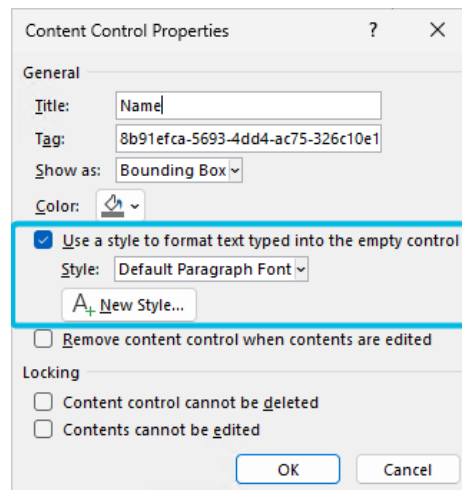 Content Control Properties ? ×
General
Title: Name
Tag: 8b91efca-5693-4dd4-ac75-326c10e1
Show as: Bounding Box
Color:
Use a style to format text typed into the empty control
Style: Default Paragraph Font
A+ New Style...
Remove content control when contents are edited
Locking
Content control cannot be deleted
Contents cannot be edited
OK Cancel